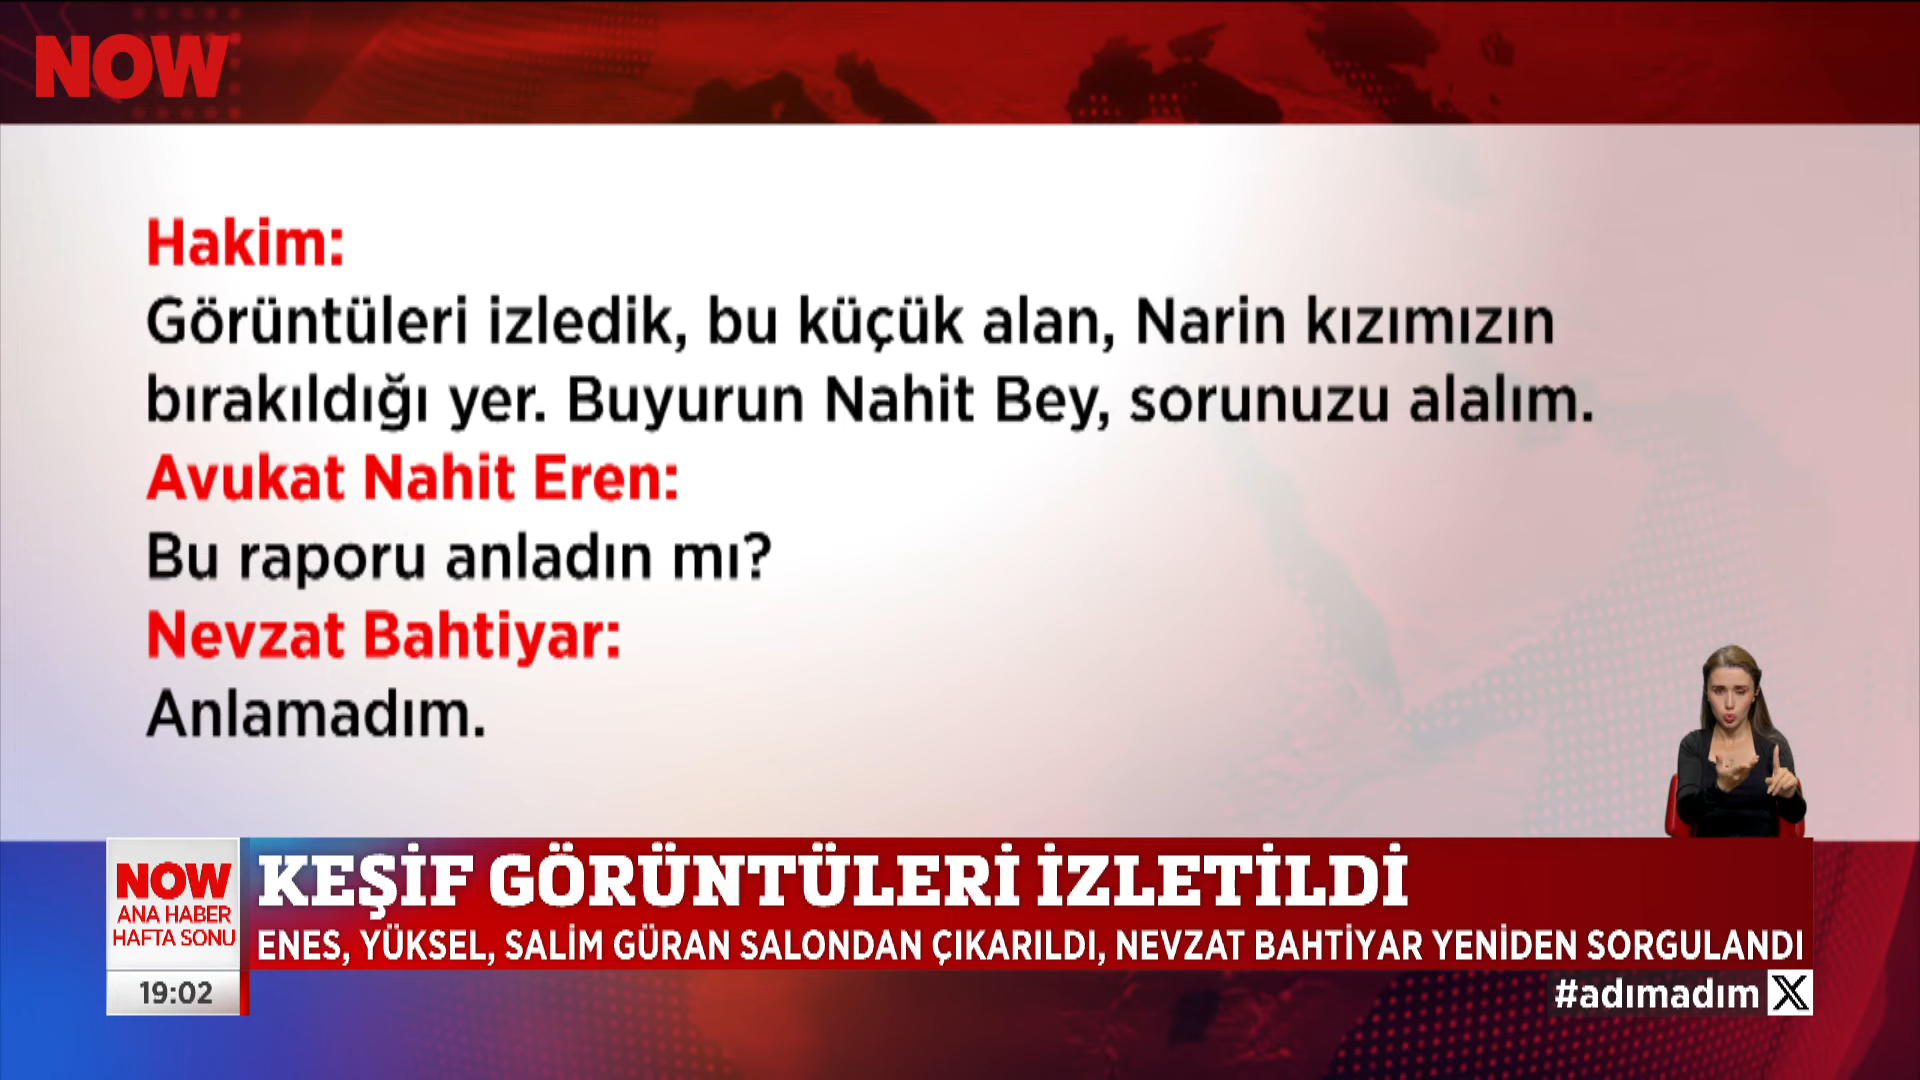 NOW
Hakim:
Görüntüleri izledik, bu küçük alan, Narin kızımızın
bırakıldığı yer. Buyurun Nahit Bey, sorunuzu alalım.
Avukat Nahit Eren:
Bu raporu anladın mı?
Nevzat Bahtiyar:
Anlamadım.
NOW
ANA HABER
HAFTA SONU
19:02
KEŞİF GÖRÜNTÜLERİ İZLETİLDİ
ENES, YÜKSEL, SALİM GÜRAN SALONDAN ÇIKARILDI, NEVZAT BAHTİYAR YENİDEN SORGULANDI
#adımadım X